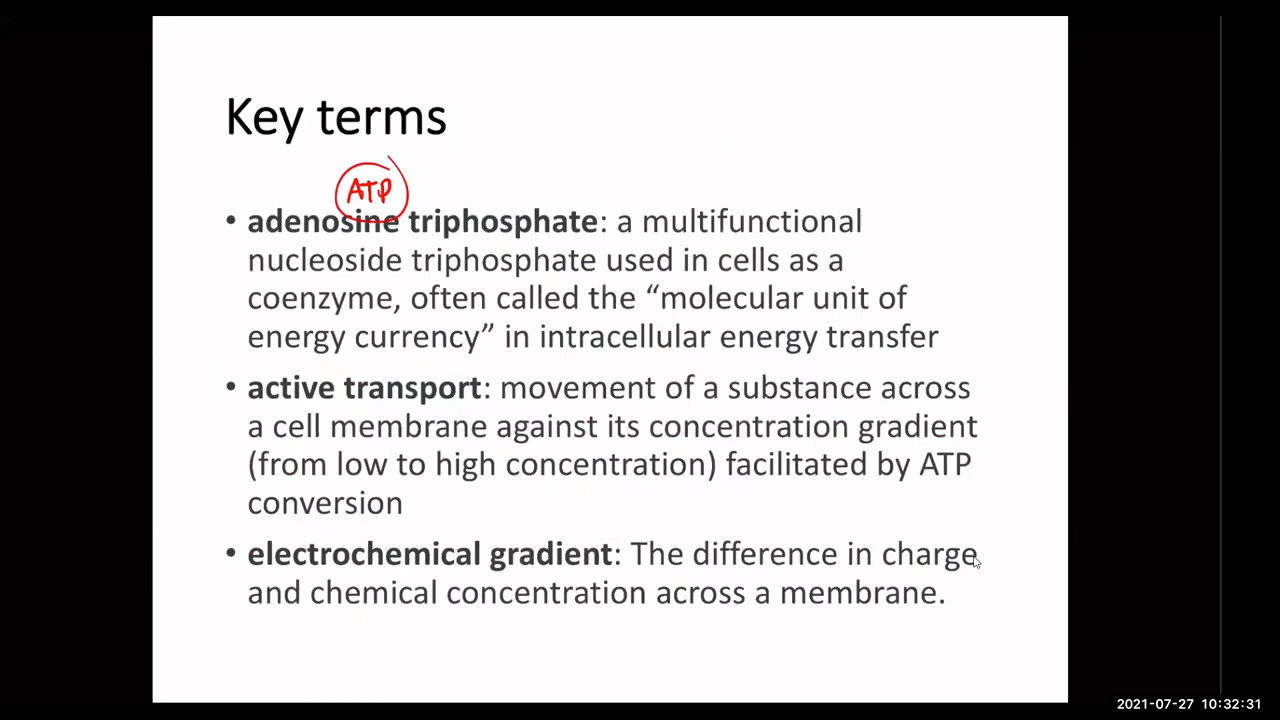 Key terms
ATP
• adenosine triphosphate: a multifunctional
nucleoside triphosphate used in cells as a
coenzyme, often called the “molecular unit of
energy currency” in intracellular energy transfer
• active transport: movement of a substance across
a cell membrane against its concentration gradient
(from low to high concentration) facilitated by ATP
conversion
• electrochemical gradient: The difference in charge
and chemical concentration across a membrane.
2021-07-27 10:32:31